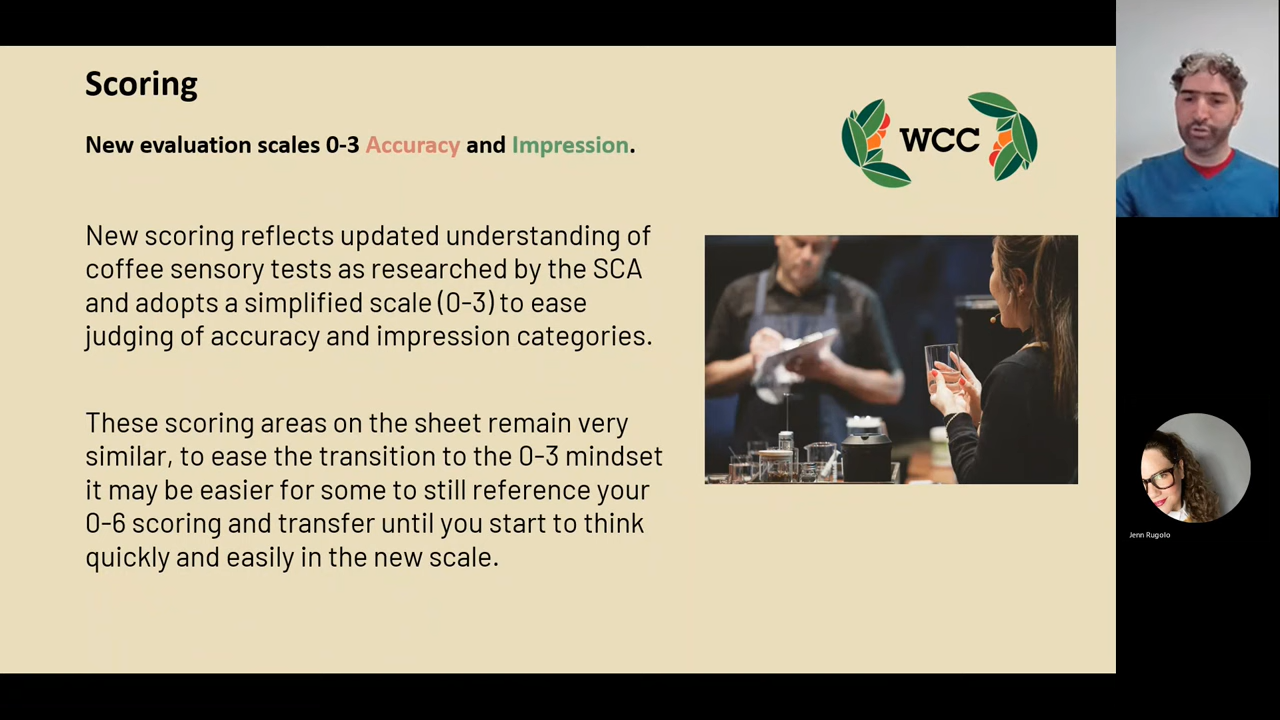 Scoring
New evaluation scales 0-3 Accuracy and Impression.
WCC
New scoring reflects updated understanding of
coffee sensory tests as researched by the SCA
and adopts a simplified scale (0-3) to ease
judging of accuracy and impression categories.
These scoring areas on the sheet remain very
similar, to ease the transition to the 0-3 mindset
it may be easier for some to still reference your
0-6 scoring and transfer until you start to think
quickly and easily in the new scale.
Jenn Rugolo